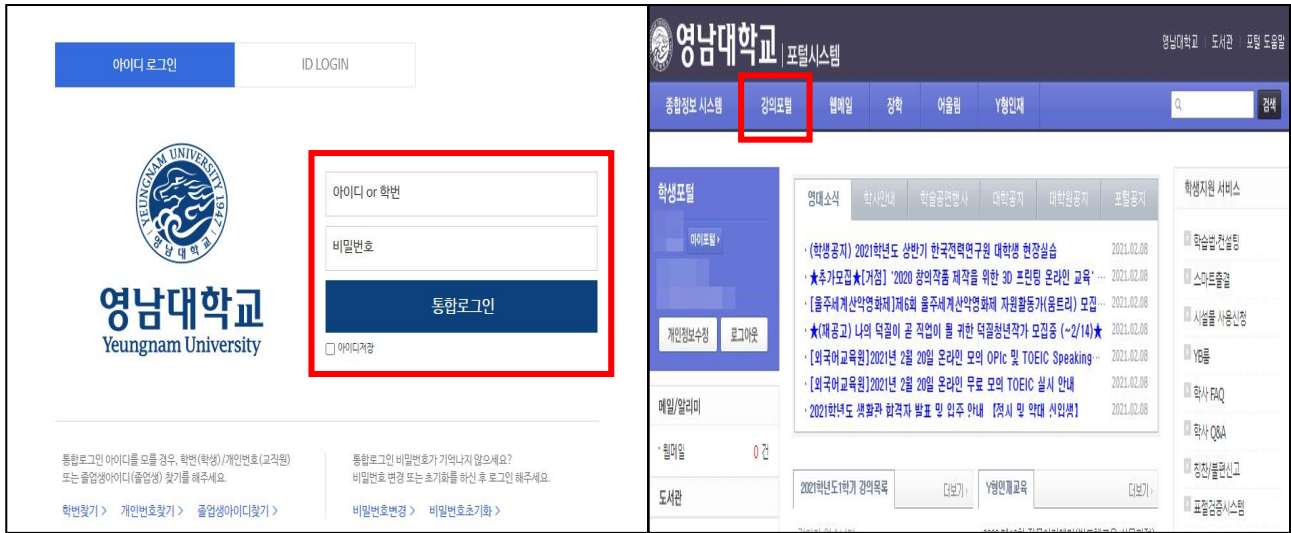 아이디 로그인
ID LOGIN
YEUNGNAM UNIVERSITY 1947
영남대학교
영남대학교
Yeungnam University
아이디 or 학번
비밀번호
통합로그인
아이디저장
통합로그인 아이디를 모를 경우, 학번(학생)/개인번호(교직원)
또는 졸업생아이디(졸업생) 찾기를 해주세요.
학번찾기 > 개인번호찾기 > 졸업생아이디찾기 >
통합로그인 비밀번호가 기억나지 않으세요?
비밀번호 변경 또는 초기화를 하신 후 로그인 해주세요.
비밀번호변경 > 비밀번호초기화 >
영남대학교 포털시스템
영남대학교 도서관 포털 도움말
종합정보 시스템 강의포털 웹메일 장학 어울림 Y형인재
검색
학생포털
마이포털
개인정보수정 로그아웃
메일/알리미
웹메일 0 건
도서관
영대소식 학사안내 학술공연행사 대학공지 대학원공지 포털공지
· (학생공지) 2021학년도 상반기 한국전력연구원 대학생 현장실습 2021.02.08
· ★추가모집★[거점] '2020 창의작품 제작을 위한 3D 프린팅 온라인 교육' ··· 2021.02.08
· [울주세계산악영화제]제6회 울주세계산악영화제 자원활동가(움트리) 모집··· 2021.02.08
· ★(재공고) 나의 덕질이 곧 직업이 될 귀한 덕질청년작가 모집중 (~2/14)★ 2021.02.08
· [외국어교육원]2021년 2월 20일 온라인 모의 OPIc 및 TOEIC Speaking··· 2021.02.08
· [외국어교육원]2021년 2월 20일 온라인 무료 모의 TOEIC 실시 안내 2021.02.08
· 2021학년도 생활관 합격자 발표 및 입주 안내 【정시 및 약대 신입생】 2021.02.08
2021학년도1학기 강의목록 더보기
Y형인재교육 더보기
학생지원 서비스
학습법컨설팅
스마트출결
시설물 사용신청
YB룸
학사 FAQ
학사 Q&A
칭찬/불편신고
표절검증시스템